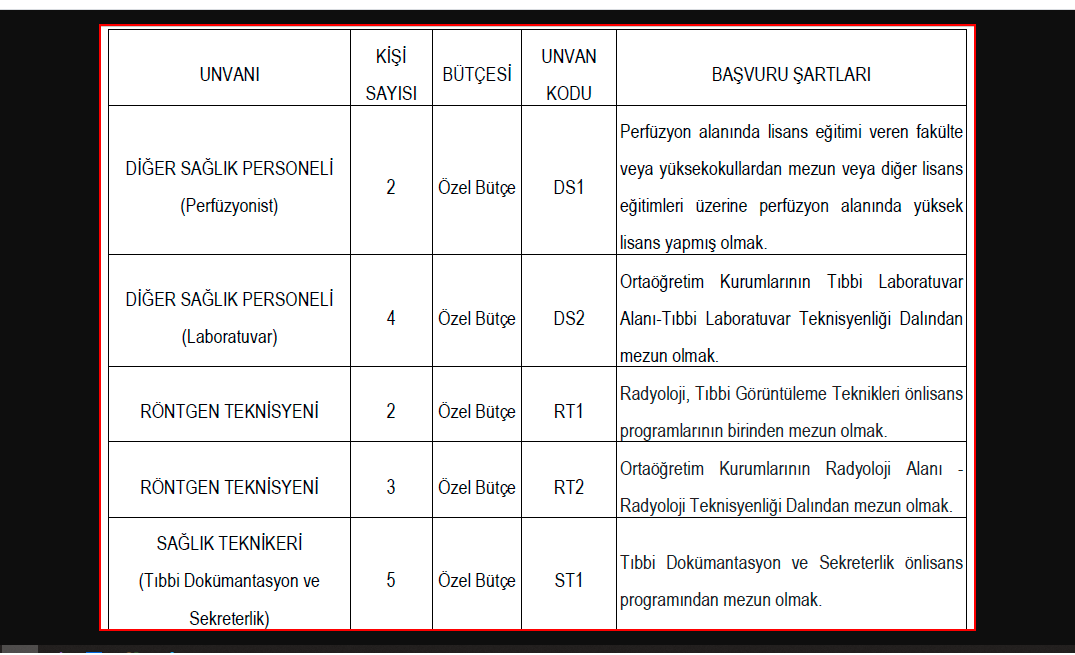 UNVANI
KİŞİ
SAYISI
BÜTÇESİ
UNVAN
KODU
BAŞVURU ŞARTLARI
DİĞER SAĞLIK PERSONELİ
(Perfüzyonist)
2
Özel Bütçe
DS1
Perfüzyon alanında lisans eğitimi veren fakülte
veya yüksekokullardan mezun veya diğer lisans
eğitimleri üzerine perfüzyon alanında yüksek
lisans yapmış olmak.
DİĞER SAĞLIK PERSONELİ
(Laboratuvar)
4
Özel Bütçe
DS2
Ortaöğretim Kurumlarının Tıbbi Laboratuvar
Alanı-Tıbbi Laboratuvar Teknisyenliği Dalından
mezun olmak.
RÖNTGEN TEKNİSYENİ
2
Özel Bütçe
RT1
Radyoloji, Tıbbi Görüntüleme Teknikleri önlisans
programlarının birinden mezun olmak.
RÖNTGEN TEKNİSYENİ
3
Özel Bütçe
RT2
Ortaöğretim Kurumlarının Radyoloji Alanı -
Radyoloji Teknisyenliği Dalından mezun olmak.
SAĞLIK TEKNİKERİ
(Tıbbi Dokümantasyon ve
Sekreterlik)
5
Özel Bütçe
ST1
Tıbbi Dokümantasyon ve Sekreterlik önlisans
programından mezun olmak.